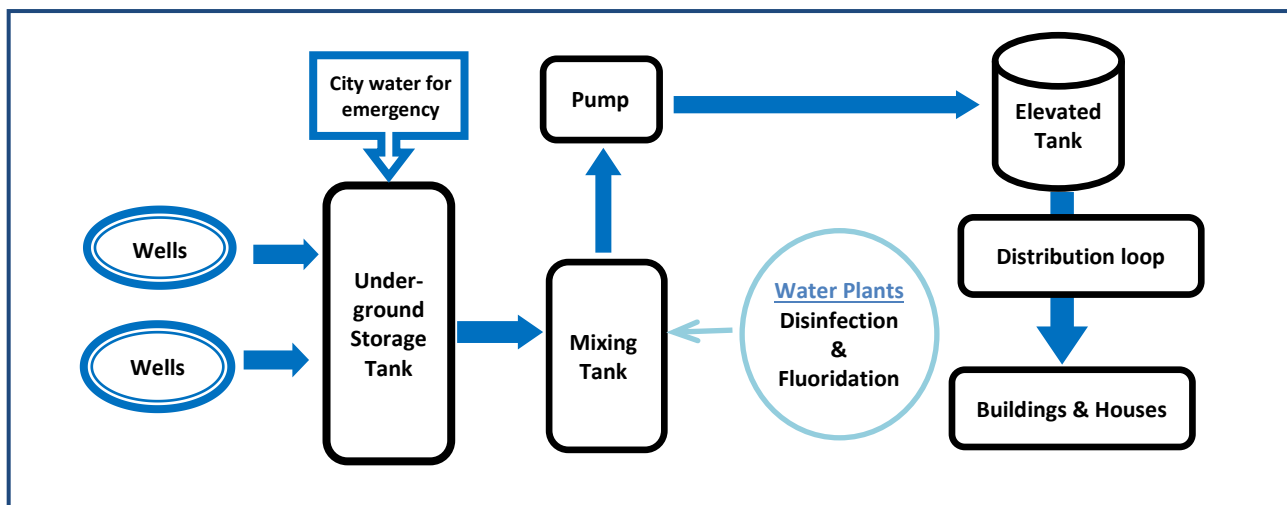 City water for
emergency
Pump
Elevated
Tank
Wells
Under-
ground
Storage
Tank
Wells
Mixing
Tank
Water Plants
Disinfection
&
Fluoridation
Distribution loop
Buildings & Houses